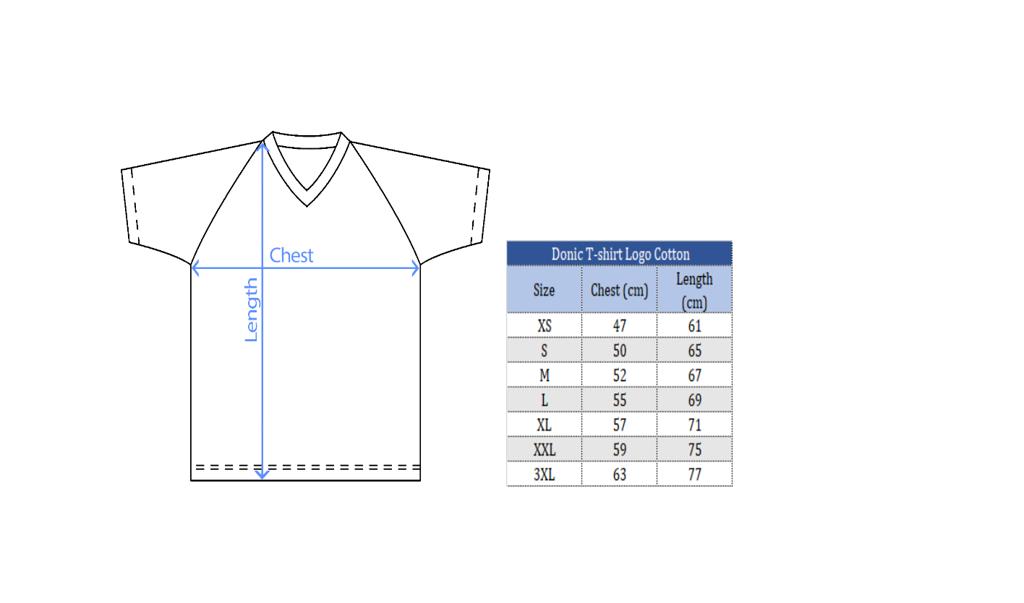 Chest
Length
Donic T-shirt Logo Cotton
Size Chest (cm) Length (cm)
XS 47 61
S 50 65
M 52 67
L 55 69
XL 57 71
XXL 59 75
3XL 63 77